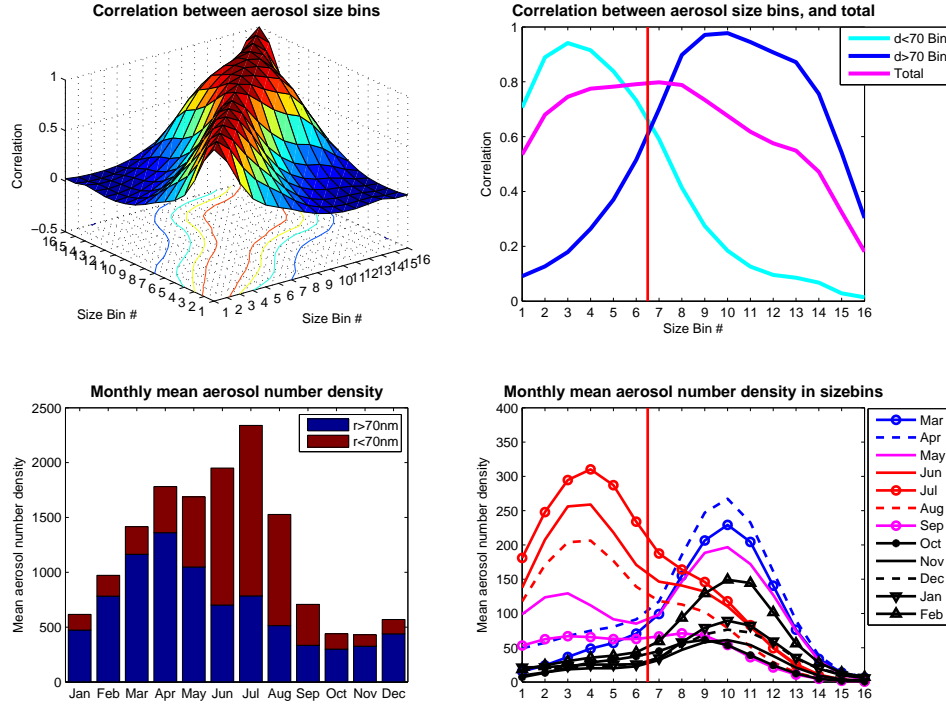 Correlation between aerosol size bins
Correlation
1
0.5
0
−0.5
16 15 14 13 12 11 10 9 8 7 6 5 4 3 2 1
Size Bin #
1 2 3 4 5 6 7 8 9 10 11 12 13 14 15 16
Size Bin #
Correlation between aerosol size bins, and total
d<70 Bin
d>70 Bin
Total
Correlation
1
0.8
0.6
0.4
0.2
0
1 2 3 4 5 6 7 8 9 10 11 12 13 14 15 16
Size Bin #
Monthly mean aerosol number density
Mean aerosol number density
2500
2000
1500
1000
500
0
r>70nm
r<70nm
Jan Feb Mar Apr May Jun Jul Aug Sep Oct Nov Dec
Monthly mean aerosol number density in sizebins
Mean aerosol number density
400
350
300
250
200
150
100
50
0
1 2 3 4 5 6 7 8 9 10 11 12 13 14 15 16
Mar
Apr
May
Jun
Jul
Aug
Sep
Oct
Nov
Dec
Jan
Feb